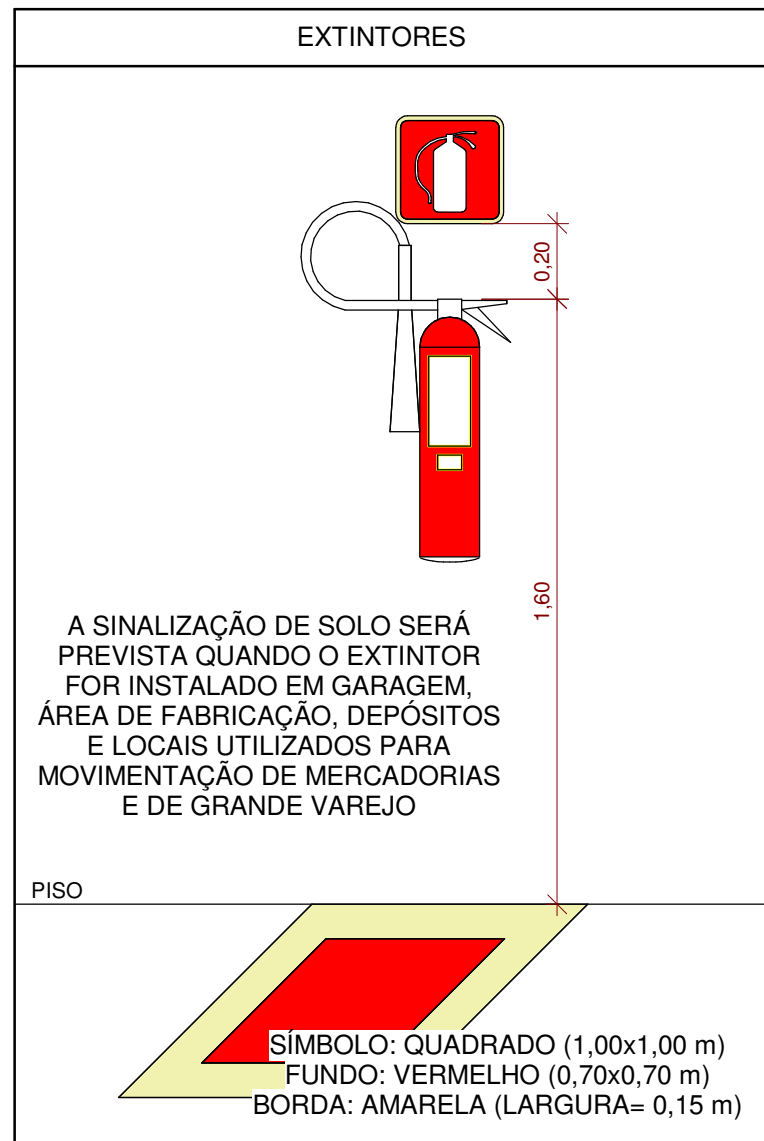 EXTINTORES
0,20
1,60
A SINALIZAÇÃO DE SOLO SERÁ
PREVISTA QUANDO O EXTINTOR
FOR INSTALADO EM GARAGEM,
ÁREA DE FABRICAÇÃO, DEPÓSITOS
E LOCAIS UTILIZADOS PARA
MOVIMENTAÇÃO DE MERCADORIAS
E DE GRANDE VAREJO
PISO
SÍMBOLO: QUADRADO (1,00x1,00 m)
FUNDO: VERMELHO (0,70x0,70 m)
BORDA: AMARELA (LARGURA= 0,15 m)